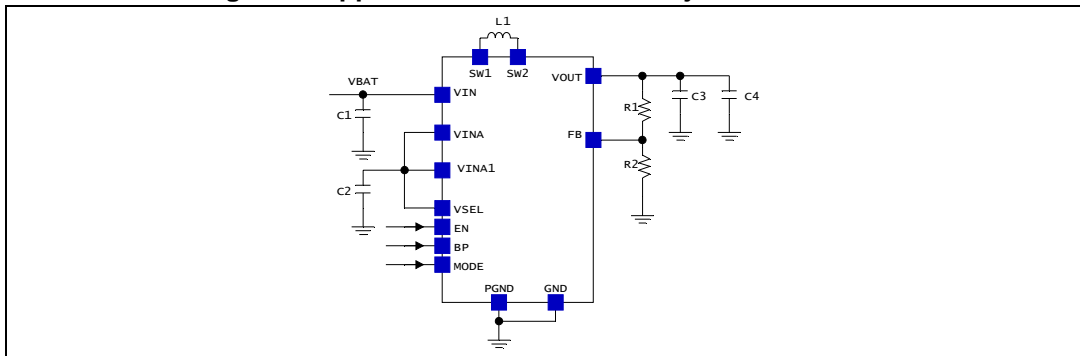 L1
SW1
SW2
VBAT
VIN
VOUT
C1
R1
C3
C4
VINA
FB
VINA1
R2
C2
VSEL
EN
BP
MODE
PGND
GND